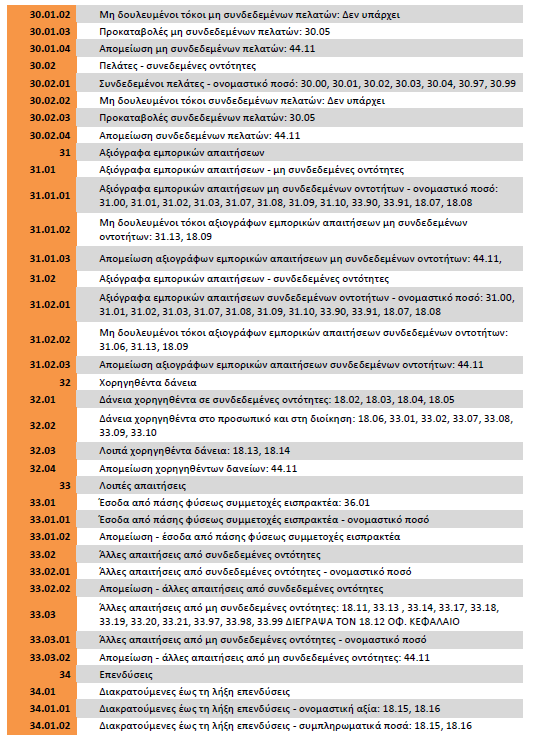 30.01.02 Μη δουλευμένοι τόκοι μη συνδεδεμένων πελατών: Δεν υπάρχει
30.01.03 Προκαταβολές μη συνδεδεμένων πελατών: 30.05
30.01.04 Απομείωση μη συνδεδεμένων πελατών: 44.11
30.02 Πελάτες - συνεδεμένες οντότητες
30.02.01 Συνδεδεμένοι πελάτες - ονομαστικό ποσό: 30.00, 30.01, 30.02, 30.03, 30.04, 30.97, 30.99
30.02.02 Μη δουλευμένοι τόκοι συνδεδεμένων πελατών: Δεν υπάρχει
30.02.03 Προκαταβολές συνδεδεμένων πελατών: 30.05
30.02.04 Απομείωση συνδεδεμένων πελατών: 44.11
31 Αξιόγραφα εμπορικών απαιτήσεων
31.01 Αξιόγραφα εμπορικών απαιτήσεων - μη συνδεδεμένες οντότητες
31.01.01 Αξιόγραφα εμπορικών απαιτήσεων μη συνδεδεμένων οντοτήτων - ονομαστικό ποσό:
31.00, 31.01, 31.02, 31.03, 31.07, 31.08, 31.09, 31.10, 33.90, 33.91, 18.07, 18.08
31.01.02 Μη δουλευμένοι τόκοι αξιογράφων εμπορικών απαιτήσεων μη συνδεδεμένων
οντοτήτων: 31.13, 18.09
31.01.03 Απομείωση αξιογράφων εμπορικών απαιτήσεων μη συνδεδεμένων οντοτήτων: 44.11,
31.02 Αξιόγραφα εμπορικών απαιτήσεων - συνδεδεμένες οντότητες
31.02.01 Αξιόγραφα εμπορικών απαιτήσεων συνδεδεμένων οντοτήτων - ονομαστικό ποσό: 31.00,
31.01, 31.02, 31.03, 31.07, 31.08, 31.09, 31.10, 33.90, 33.91, 18.07, 18.08
31.02.02 Μη δουλευμένοι τόκοι αξιογράφων εμπορικών απαιτήσεων συνδεδεμένων οντοτήτων:
31.06, 31.13, 18.09
31.02.03 Απομείωση αξιογράφων εμπορικών απαιτήσεων συνδεδεμένων οντοτήτων: 44.11
32 Χορηγηθέντα δάνεια
32.01 Δάνεια χορηγηθέντα σε συνδεδεμένες οντότητες: 18.02, 18.03, 18.04, 18.05
32.02 Δάνεια χορηγηθέντα στο προσωπικό και στη διοίκηση: 18.06, 33.01, 33.02, 33.07, 33.08,
33.09, 33.10
32.03 Λοιπά χορηγηθέντα δάνεια: 18.13, 18.14
32.04 Απομείωση χορηγηθέντων δανείων: 44.11
33 Λοιπές απαιτήσεις
33.01 Έσοδα από πάσης φύσεως συμμετοχές εισπρακτέα: 36.01
33.01.01 Έσοδα από πάσης φύσεως συμμετοχές εισπρακτέα - ονομαστικό ποσό
33.01.02 Απομείωση - έσοδα από πάσης φύσεως συμμετοχές εισπρακτέα
33.02 Άλλες απαιτήσεις από συνδεδεμένες οντότητες
33.02.01 Άλλες απαιτήσεις από συνδεδεμένες οντότητες - ονομαστικό ποσό
33.02.02 Απομείωση - άλλες απαιτήσεις από συνδεδεμένες οντότητες
33.03 Άλλες απαιτήσεις από μη συνδεδεμένες οντότητες: 18.11, 33.13 , 33.14, 33.17, 33.18,
33.19, 33.20, 33.21, 33.97, 33.98, 33.99 ΔΙΕΓΡΑΨΑ ΤΟΝ 18.12 ΟΦ. ΚΕΦΑΛΑΙΟ
33.03.01 Άλλες απαιτήσεις από μη συνδεδεμένες οντότητες - ονομαστικό ποσό
33.03.02 Απομείωση - άλλες απαιτήσεις από μη συνδεδεμένες οντότητες: 44.11
34 Επενδύσεις
34.01 Διακρατούμενες έως τη λήξη επενδύσεις
34.01.01 Διακρατούμενες έως τη λήξη επενδύσεις - ονομαστική αξία: 18.15, 18.16
34.01.02 Διακρατούμενες έως τη λήξη επενδύσεις - συμπληρωματικά ποσά: 18.15, 18.16